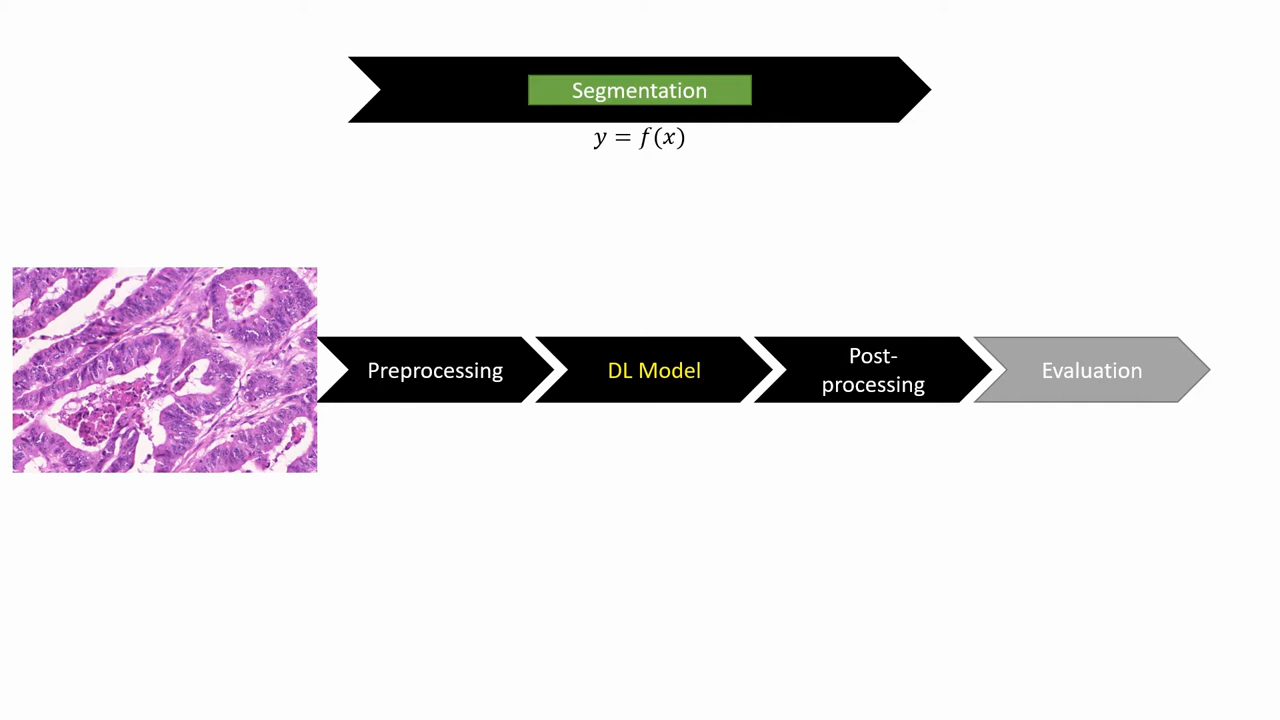 Segmentation
y = f(x)
Preprocessing
DL Model
Post-
processing
Evaluation